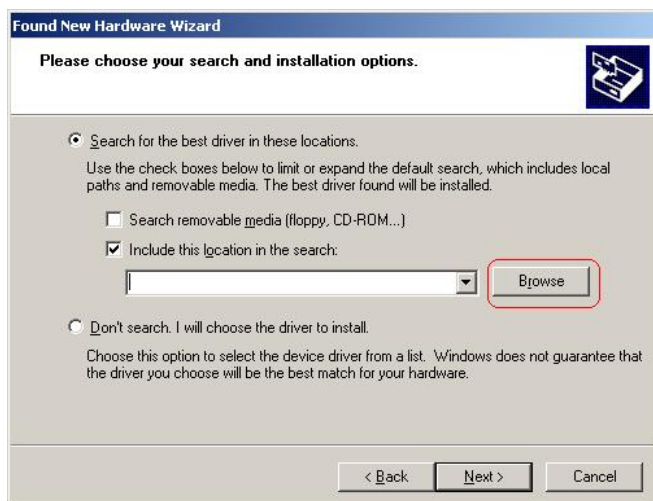 Found New Hardware Wizard
Please choose your search and installation options.
Search for the best driver in these locations.
Use the check boxes below to limit or expand the default search, which includes local
paths and removable media. The best driver found will be installed.
Search removable media (floppy, CD-ROM...)
Include this location in the search:
Browse
Don't search. I will choose the driver to install.
Choose this option to select the device driver from a list. Windows does not guarantee that
the driver you choose will be the best match for your hardware.
< Back Next > Cancel